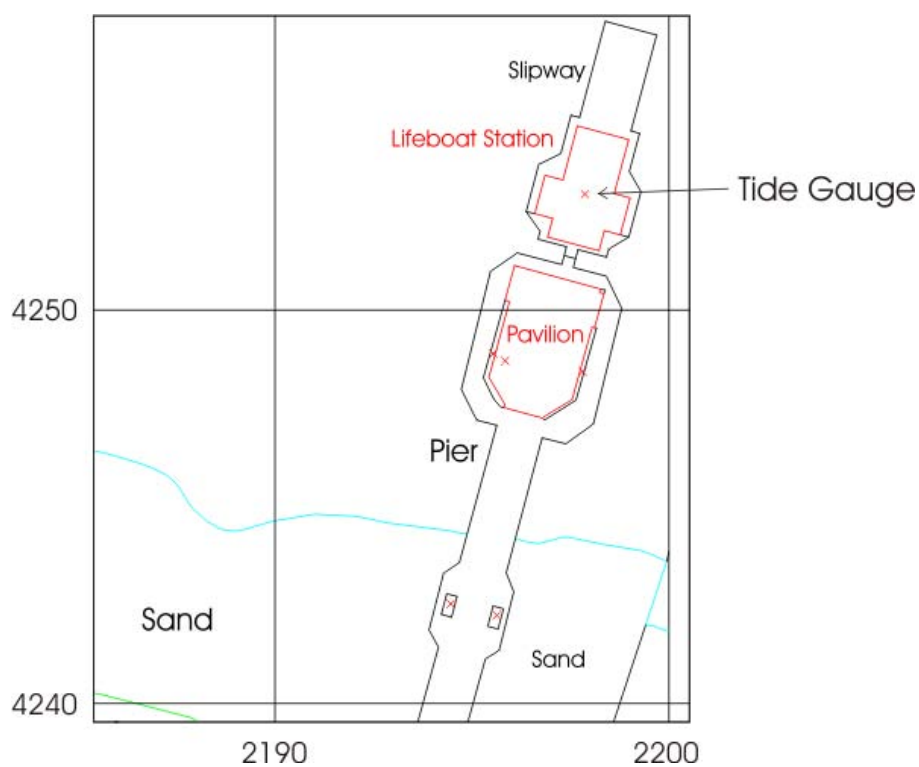 Slipway
Lifeboat Station
Tide Gauge
4250
Pavilion
Pier
Sand
Sand
4240
2190
2200